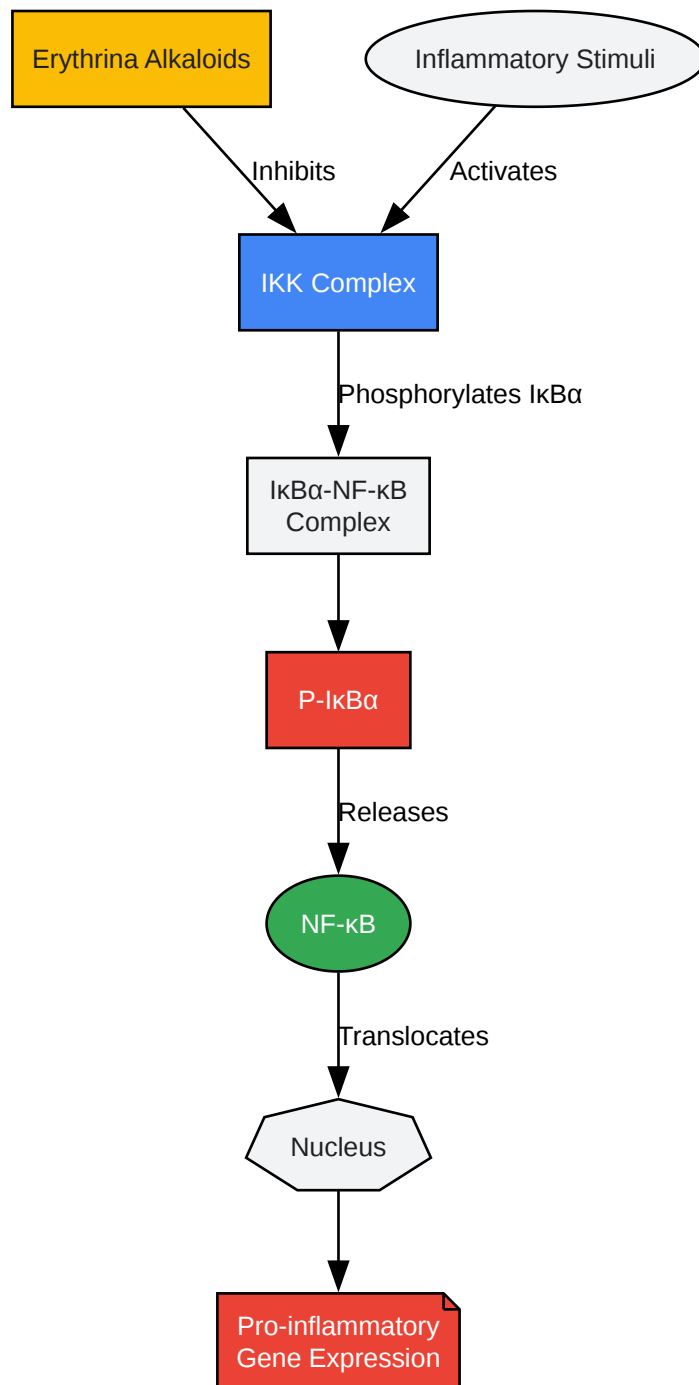 Erythrina Alkaloids
Inflammatory Stimuli
Inhibits
Activates
IKK Complex
Phosphorylates IκBα
IκBα-NF-κB
Complex
P-IκBα
Releases
NF-κB
Translocates
Nucleus
Pro-inflammatory
Gene Expression